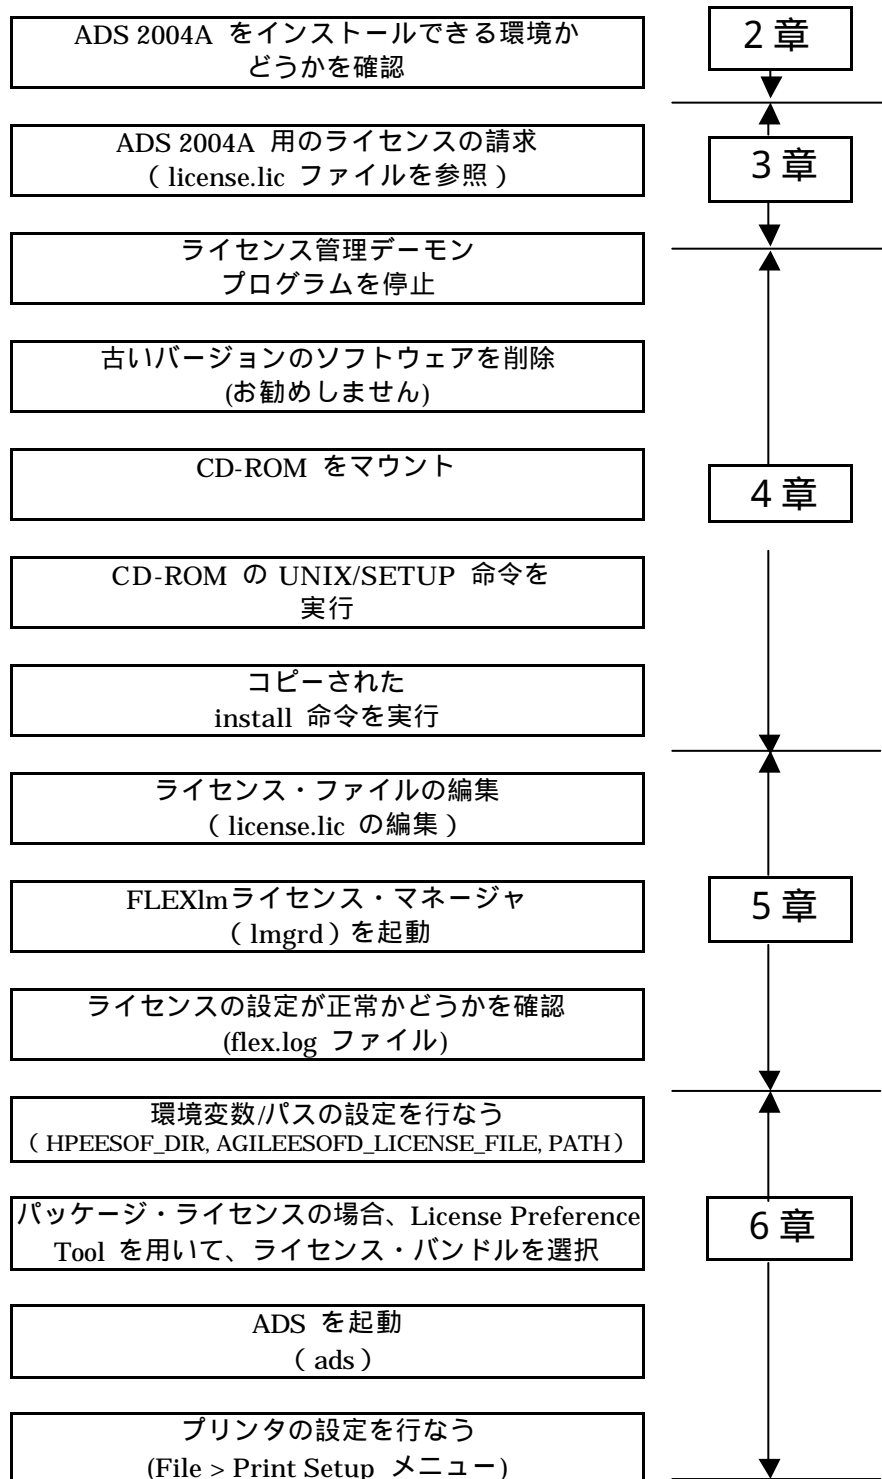 ADS 2004A をインストールできる環境か
どうかを確認
2 章
ADS 2004A 用のライセンスの請求
( license.lic ファイルを参照 )
3 章
ライセンス管理デーモン
プログラムを停止
古いバージョンのソフトウェアを削除
(お勧めしません)
CD-ROM をマウント
4 章
CD-ROM の UNIX/SETUP 命令を
実行
コピーされた
install 命令を実行
ライセンス・ファイルの編集
( license.lic の編集 )
FLEXlmライセンス・マネージャ
( lmgrd ) を起動
5 章
ライセンスの設定が正常かどうかを確認
(flex.log ファイル)
環境変数/パスの設定を行なう
( HPEESOF_DIR, AGILEESOFD_LICENSE_FILE, PATH )
パッケージ・ライセンスの場合、License Preference
Tool を用いて、ライセンス・バンドルを選択
6 章
ADS を起動
( ads )
プリンタの設定を行なう
(File > Print Setup メニュー)